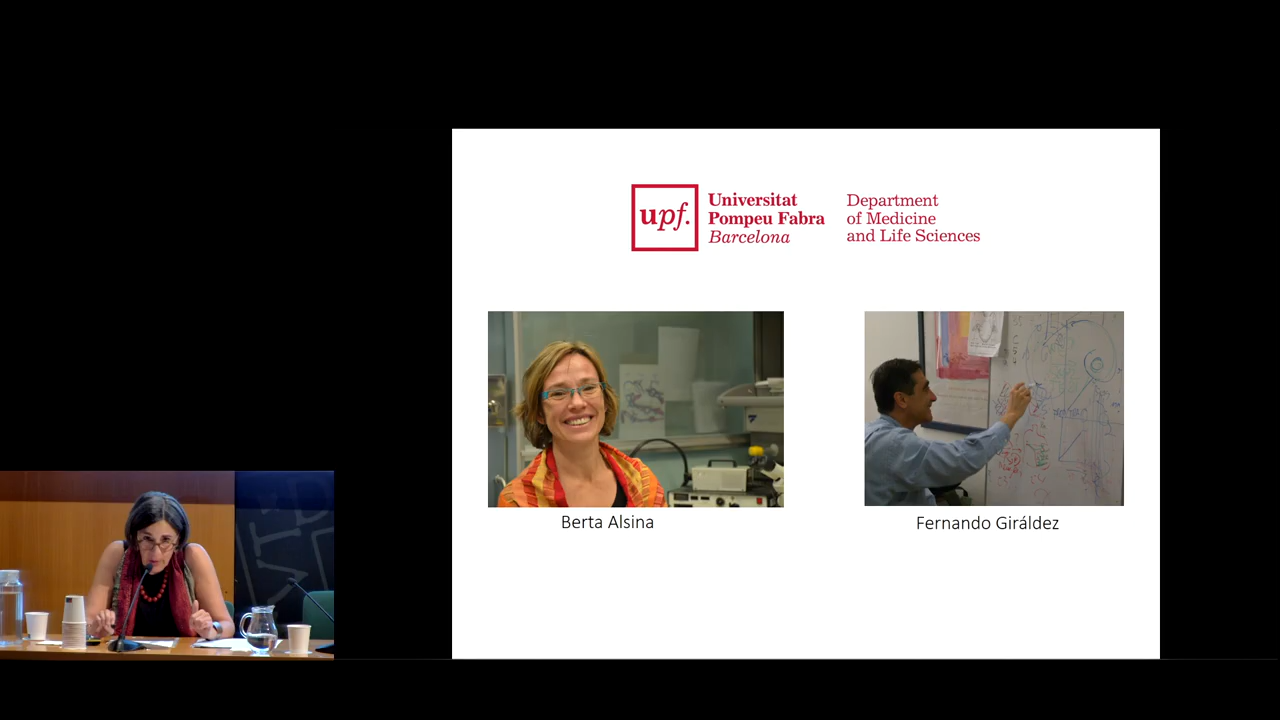 upf.
Universitat
Pompeu Fabra
Barcelona
Department
of Medicine
and Life Sciences
Berta Alsina
Fernando Giráldez